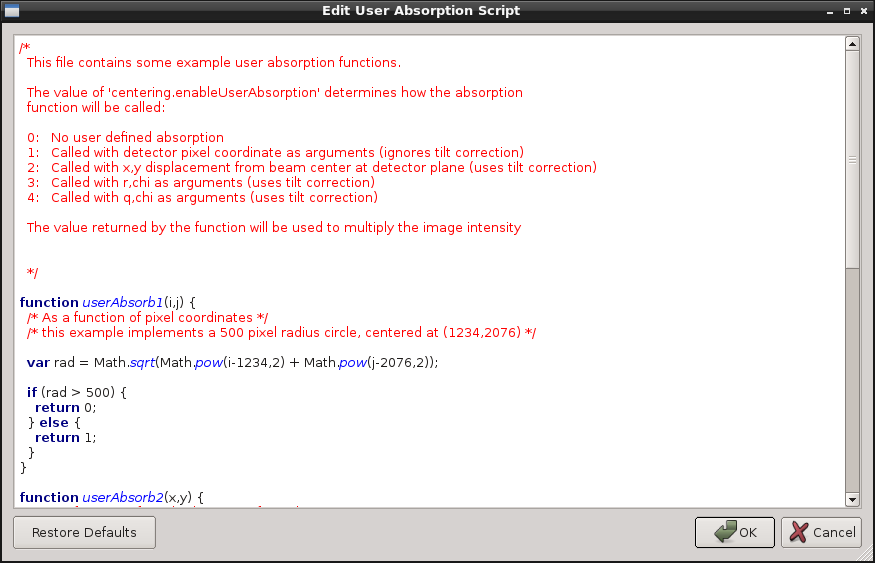 Edit User Absorption Script
/*
This file contains some example user absorption functions.
The value of 'centering.enableUserAbsorption' determines how the absorption
function will be called:
0:   No user defined absorption
1:   Called with detector pixel coordinate as arguments (ignores tilt correction)
2:   Called with x,y displacement from beam center at detector plane (uses tilt correction)
3:   Called with r,chi as arguments (uses tilt correction)
4:   Called with q,chi as arguments (uses tilt correction)
The value returned by the function will be used to multiply the image intensity
*/
function userAbsorb1(i,j) {
/* As a function of pixel coordinates */
/* this example implements a 500 pixel radius circle, centered at (1234,2076) */
var rad = Math.sqrt(Math.pow(i-1234,2) + Math.pow(j-2076,2));
if (rad > 500) {
return 0;
} else {
return 1;
}
}
function userAbsorb2(x,y) {
Restore Defaults
OK
Cancel